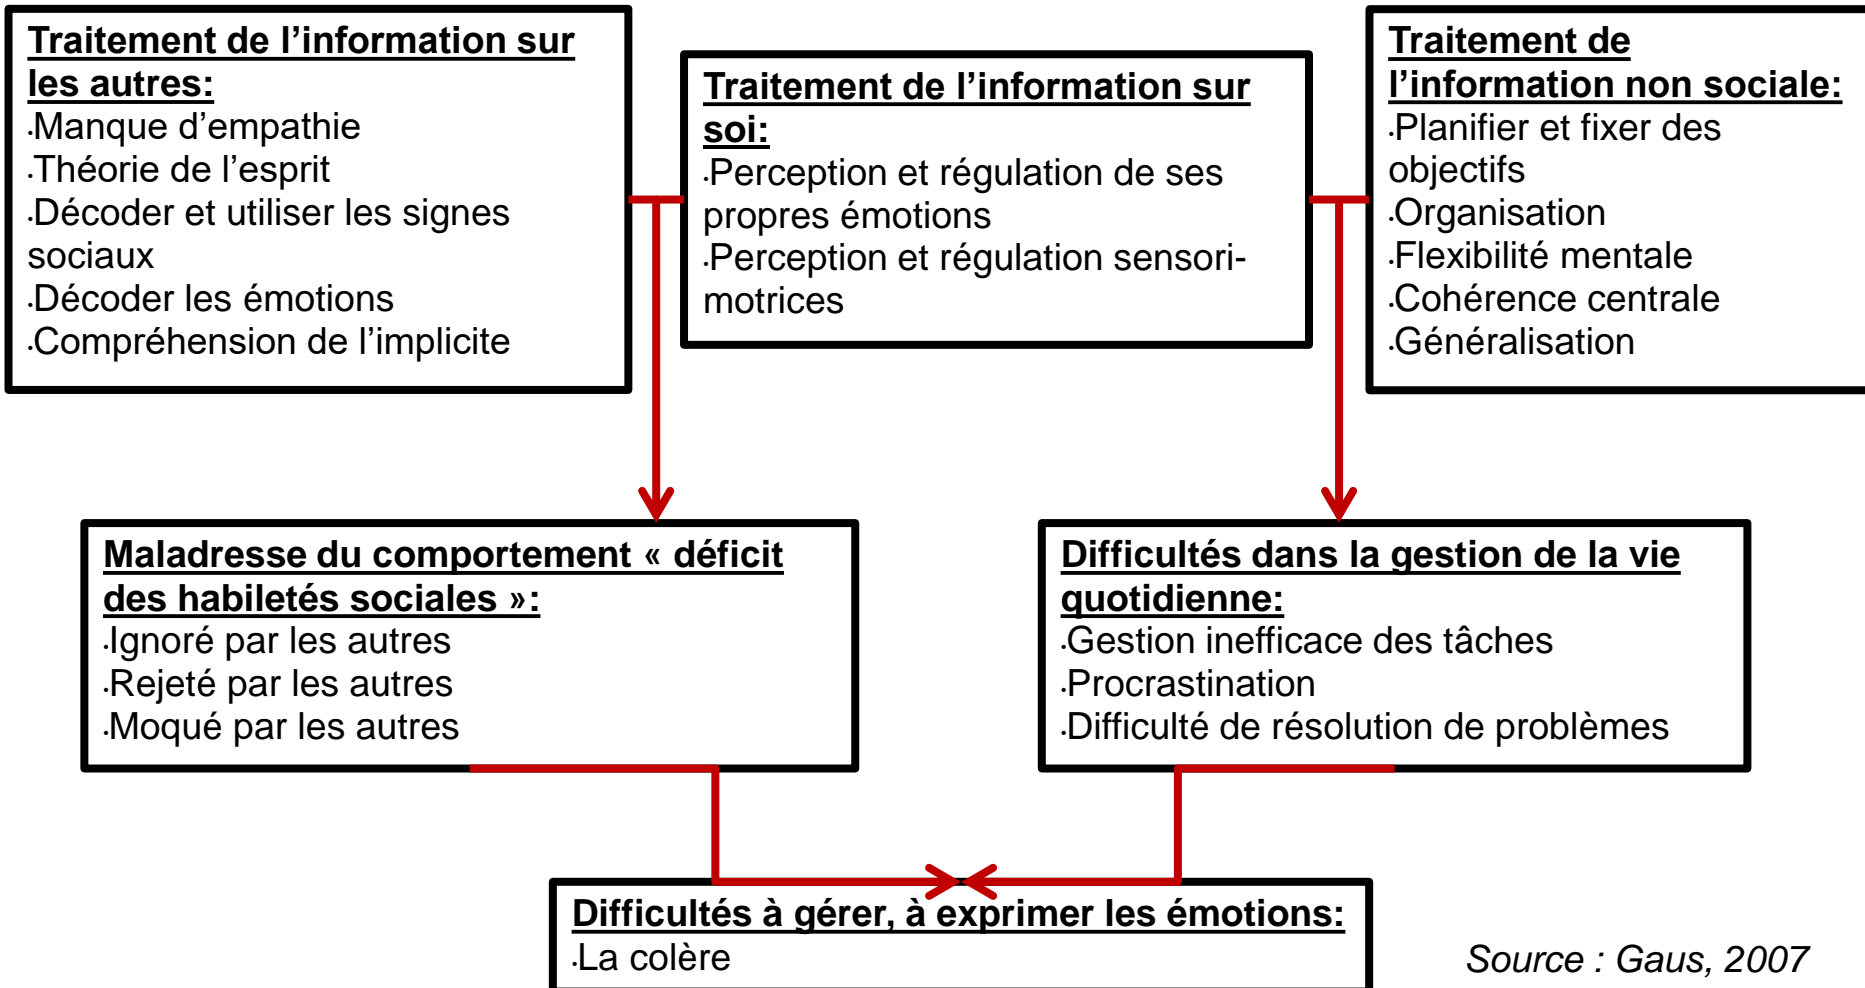 Traitement de l’information sur
les autres:
.Manque d’empathie
.Théorie de l’esprit
.Décoder et utiliser les signes
sociaux
.Décoder les émotions
.Compréhension de l’implicite
Traitement de l’information sur
soi:
.Perception et régulation de ses
propres émotions
.Perception et régulation sensori-
motrices
Traitement de
l’information non sociale:
.Planifier et fixer des
objectifs
.Organisation
.Flexibilité mentale
.Cohérence centrale
.Généralisation
Maladresse du comportement « déficit
des habiletés sociales »:
.Ignoré par les autres
.Rejeté par les autres
.Moqué par les autres
Difficultés dans la gestion de la vie
quotidienne:
.Gestion inefficace des tâches
.Procrastination
.Difficulté de résolution de problèmes
Difficultés à gérer, à exprimer les émotions:
.La colère
Source : Gaus, 2007